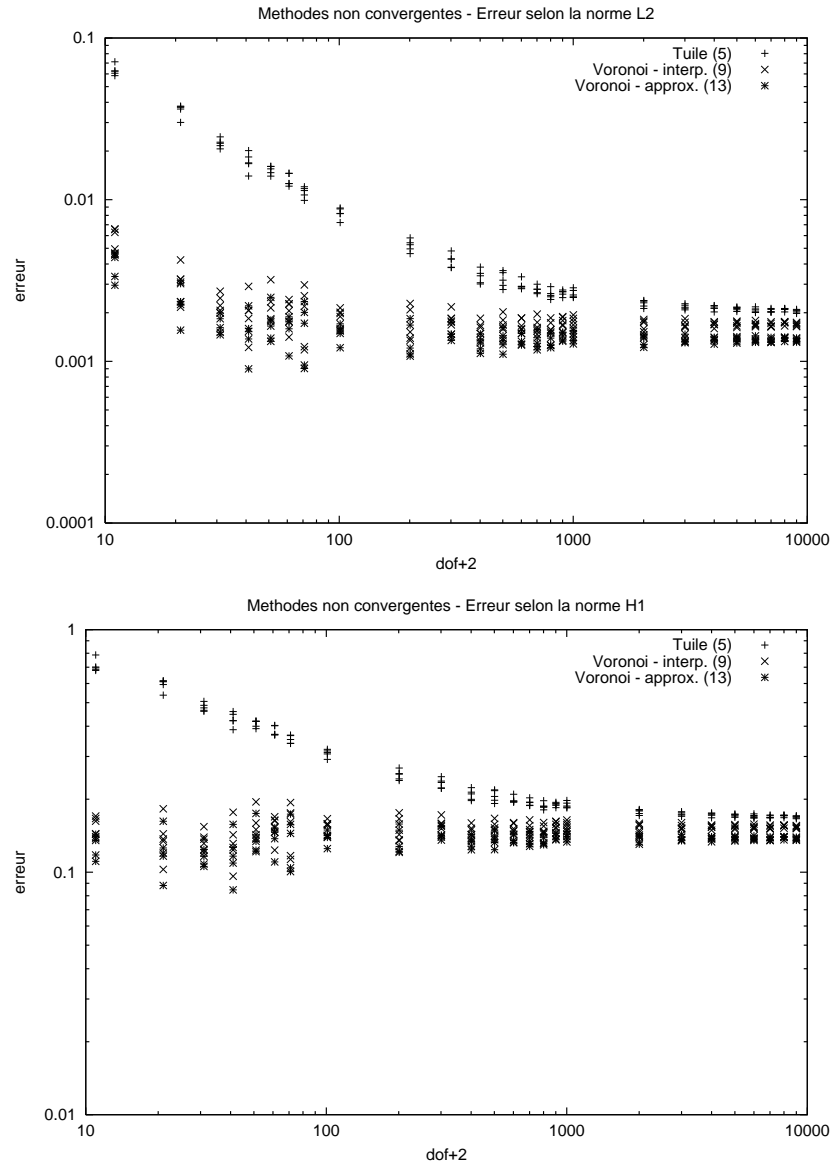 Methodes non convergentes - Erreur selon la norme L2
0.1
Tuile (5)
Voronoi - interp. (9)
Voronoi - approx. (13)
0.01
erreur
0.001
0.0001
10
100
1000
10000
dof+2
Methodes non convergentes - Erreur selon la norme H1
1
Tuile (5)
Voronoi - interp. (9)
Voronoi - approx. (13)
erreur
0.1
0.01
10
100
1000
10000
dof+2